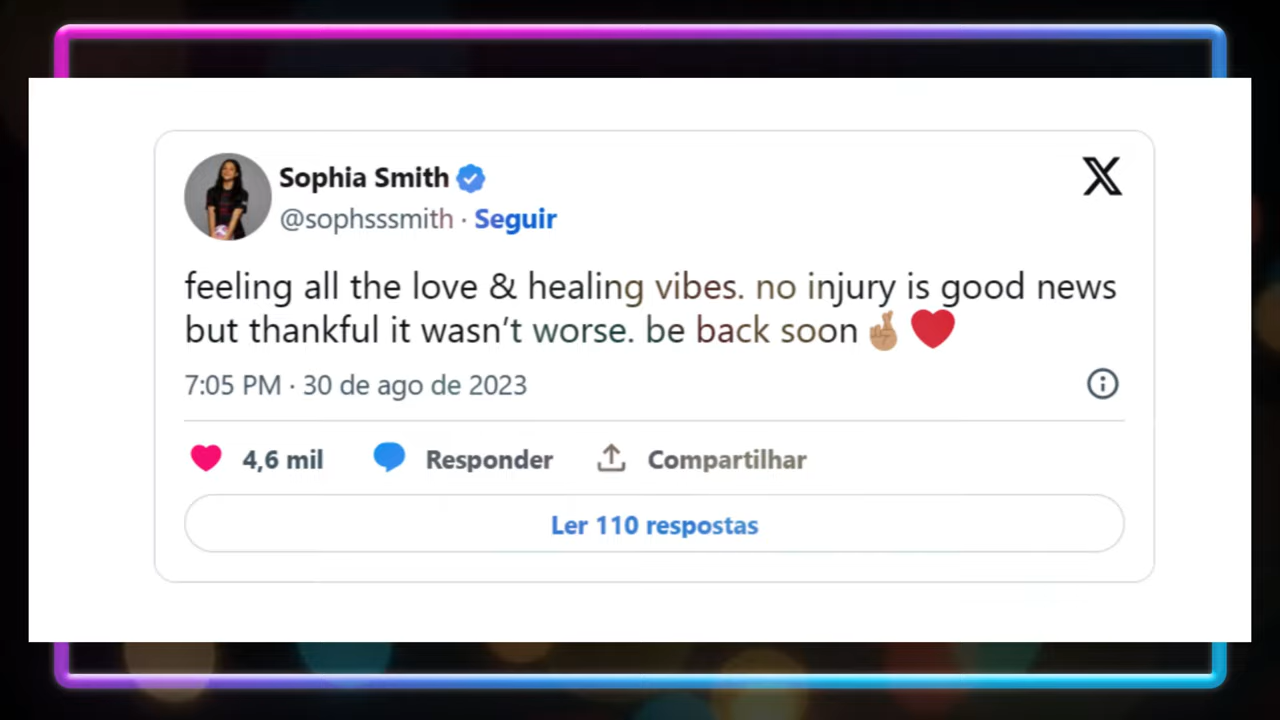 Sophia Smith
@sophsssmith · Seguir
feeling all the love & healing vibes. no injury is good news
but thankful it wasn’t worse. be back soon 🤞🏽❤️
7:05 PM · 30 de ago de 2023
4,6 mil Responder Compartilhar
Ler 110 respostas